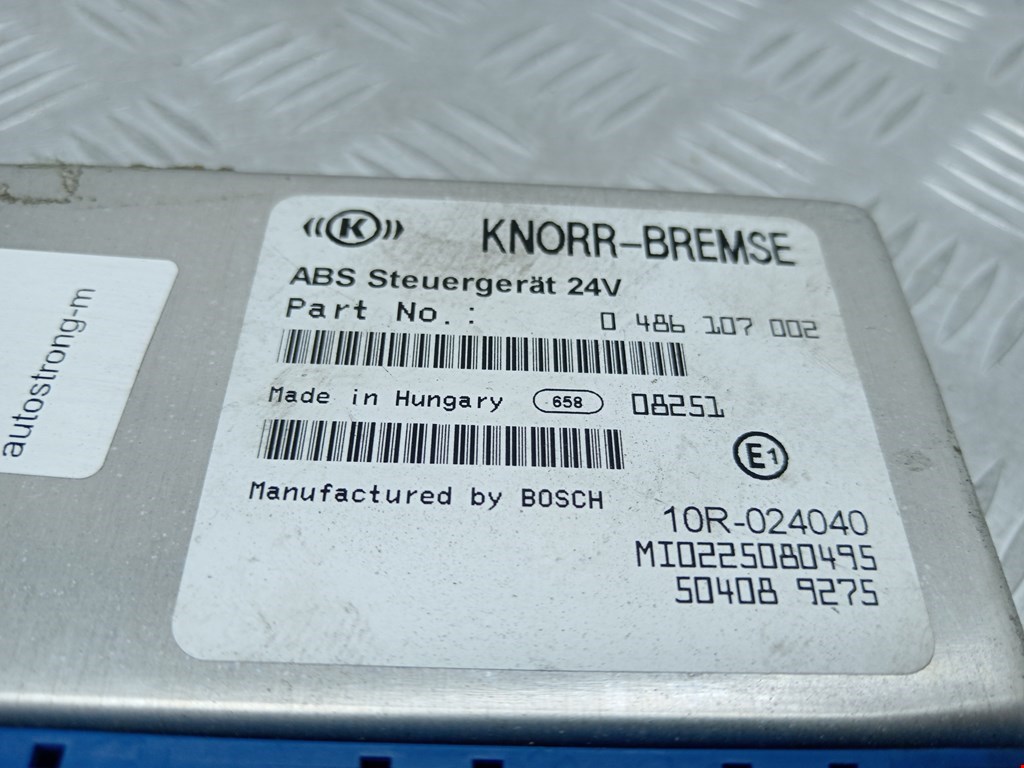 K
KNORR-BREMSE
ABS Steuergerät 24V
Part No.: 0 486 107 002
Made in Hungary 658 08251
E1
Manufactured by BOSCH
10R-024040
MI0225080495
50408 9275
autostrong-m